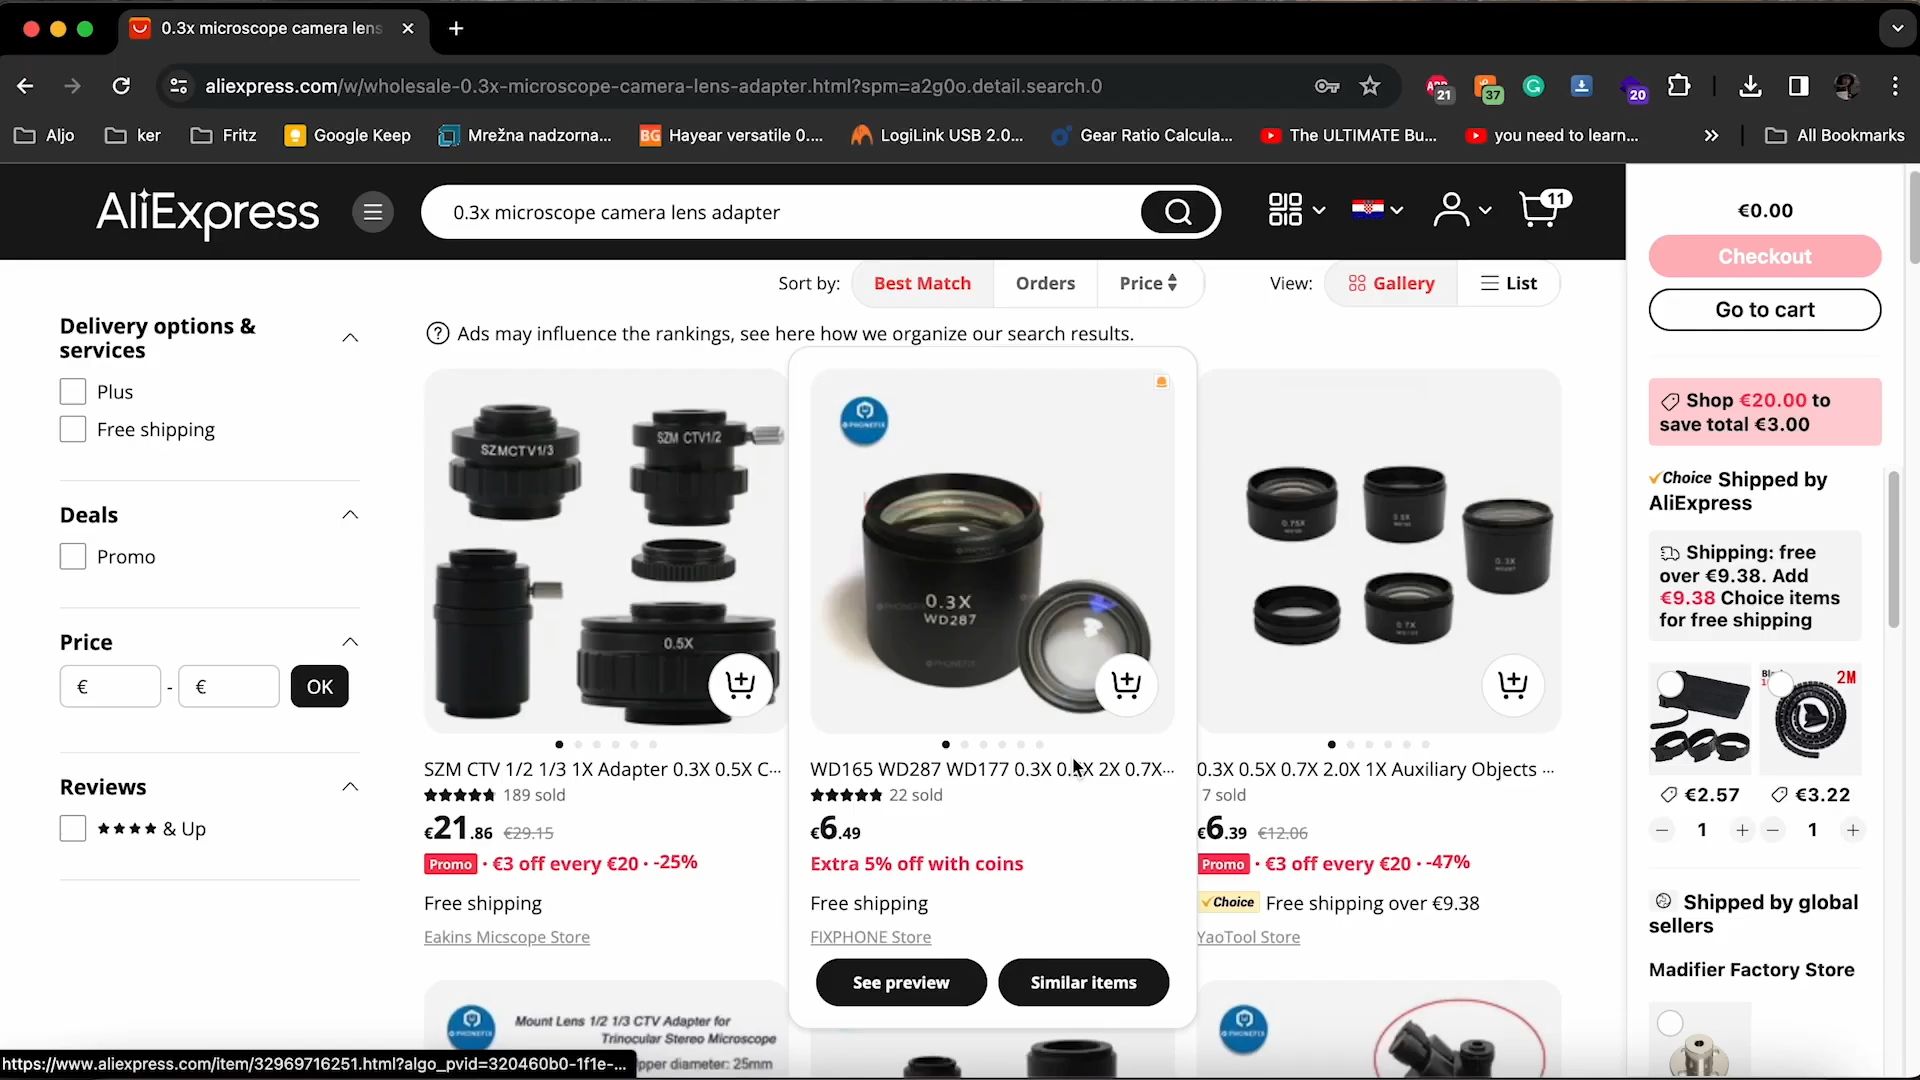 0.3x microscope camera lens
aliexpress.com/w/wholesale-0.3x-microscope-camera-lens-adapter.html?spm=a2g0o.detail.search.0
ABP
21
37
20
Aljo
ker
Fritz
Google Keep
Mrežna nadzorna...
BG
Hayear versatile 0....
LogiLink USB 2.0...
Gear Ratio Calcula...
The ULTIMATE Bu...
you need to learn...
All Bookmarks
AliExpress
0.3x microscope camera lens adapter
11
Sort by:
Best Match
Orders
Price
View:
Gallery
List
Ads may influence the rankings, see here how we organize our search results.
Delivery options &
services
Plus
Free shipping
Deals
Promo
Price
€
-
€
OK
Reviews
& Up
SZMCTV1/3
SZM CTV1/2
0.5X
SZM CTV 1/2 1/3 1X Adapter 0.3X 0.5X C...
189 sold
€21.86
€29.15
Promo · €3 off every €20 · -25%
Free shipping
Eakins Micscope Store
PHONEFIX
0.3X
WD287
PHONEFIX
WD165 WD287 WD177 0.3X 0.5X 2X 0.7X...
22 sold
€6.49
Extra 5% off with coins
Free shipping
FIXPHONE Store
See preview
Similar items
0.75X
0.5X
0.3X
0.7X
0.3X 0.5X 0.7X 2.0X 1X Auxiliary Objects ...
7 sold
€6.39
€12.06
Promo · €3 off every €20 · -47%
Choice Free shipping over €9.38
YaoTool Store
PHONEFIX
Mount Lens 1/2 1/3 CTV Adapter for
Trinocular Stereo Microscope
pper diameter: 25mm
PHONEFIX
€0.00
Checkout
Go to cart
Shop €20.00 to
save total €3.00
Choice Shipped by
AliExpress
Shipping: free
over €9.38. Add
€9.38 Choice items
for free shipping
2M
€2.57
€3.22
1
1
Shipped by global
sellers
Madifier Factory Store
https://www.aliexpress.com/item/32969716251.html?algo_pvid=320460b0-1f1e-...